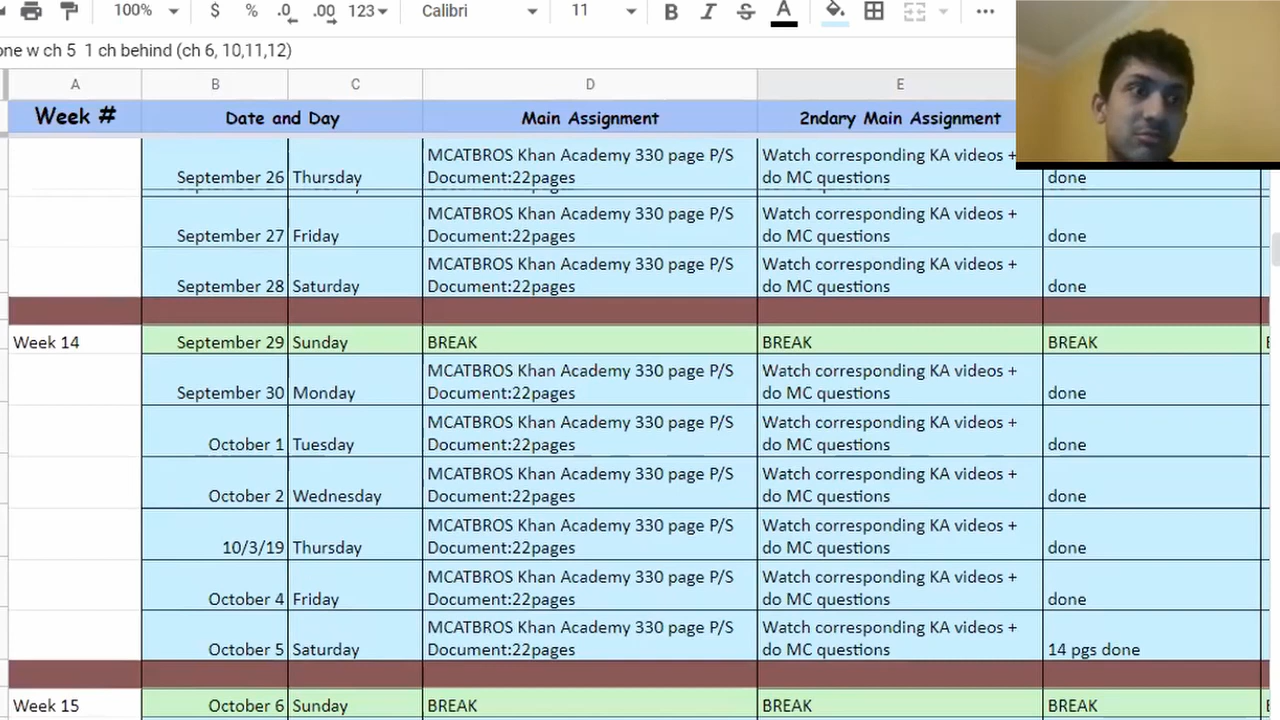 100% $ % .0 .00 123 Calibri 11 B I S A
one w ch 5 1 ch behind (ch 6, 10,11,12)
A B C D E
Week # Date and Day Main Assignment 2ndary Main Assignment
MCATBROS Khan Academy 330 page P/S Watch corresponding KA videos +
September 26 Thursday Document:22pages do MC questions done
MCATBROS Khan Academy 330 page P/S Watch corresponding KA videos +
September 27 Friday Document:22pages do MC questions done
MCATBROS Khan Academy 330 page P/S Watch corresponding KA videos +
September 28 Saturday Document:22pages do MC questions done
Week 14 September 29 Sunday BREAK BREAK BREAK
MCATBROS Khan Academy 330 page P/S Watch corresponding KA videos +
September 30 Monday Document:22pages do MC questions done
MCATBROS Khan Academy 330 page P/S Watch corresponding KA videos +
October 1 Tuesday Document:22pages do MC questions done
MCATBROS Khan Academy 330 page P/S Watch corresponding KA videos +
October 2 Wednesday Document:22pages do MC questions done
MCATBROS Khan Academy 330 page P/S Watch corresponding KA videos +
10/3/19 Thursday Document:22pages do MC questions done
MCATBROS Khan Academy 330 page P/S Watch corresponding KA videos +
October 4 Friday Document:22pages do MC questions done
MCATBROS Khan Academy 330 page P/S Watch corresponding KA videos +
October 5 Saturday Document:22pages do MC questions 14 pgs done
Week 15 October 6 Sunday BREAK BREAK BREAK